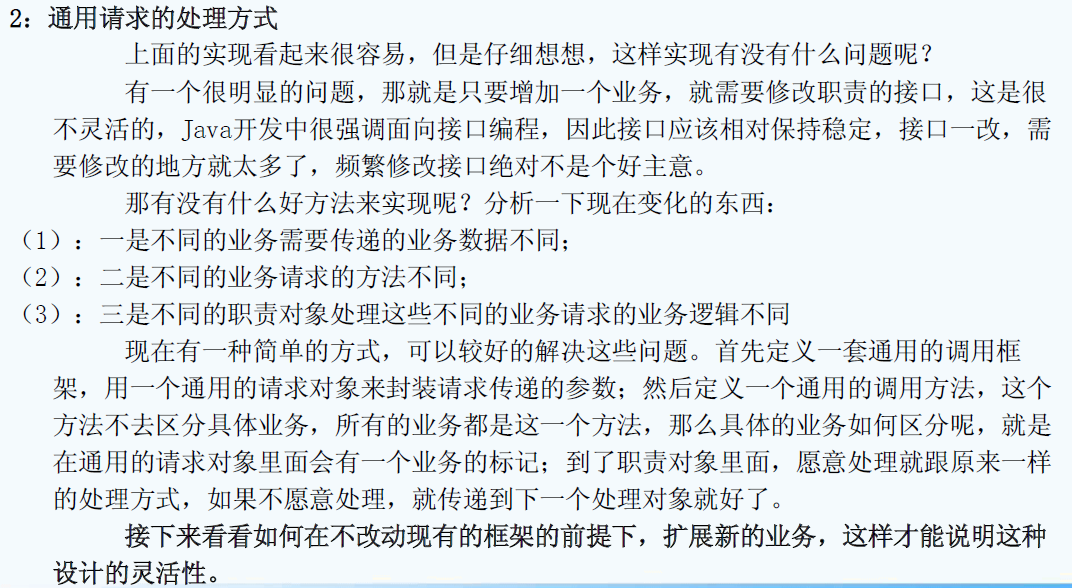 2：通用请求的处理方式
上面的实现看起来很容易，但是仔细想想，这样实现有没有什么问题呢？
有一个很明显的问题，那就是只要增加一个业务，就需要修改职责的接口，这是很
不灵活的，Java开发中很强调面向接口编程，因此接口应该相对保持稳定，接口一改，需
要修改的地方就太多了，频繁修改接口绝对不是个好主意。
那有没有什么好方法来实现呢？分析一下现在变化的东西：
（1）：一是不同的业务需要传递的业务数据不同；
（2）：二是不同的业务请求的方法不同；
（3）：三是不同的职责对象处理这些不同的业务请求的业务逻辑不同
现在有一种简单的方式，可以较好的解决这些问题。首先定义一套通用的调用框
架，用一个通用的请求对象来封装请求传递的参数；然后定义一个通用的调用方法，这个
方法不去区分具体业务，所有的业务都是这一个方法，那么具体的业务如何区分呢，就是
在通用的请求对象里面会有一个业务的标记；到了职责对象里面，愿意处理就跟原来一样
的处理方式，如果不愿意处理，就传递到下一个处理对象就好了。
接下来看看如何在不改动现有的框架的前提下，扩展新的业务，这样才能说明这种
设计的灵活性。